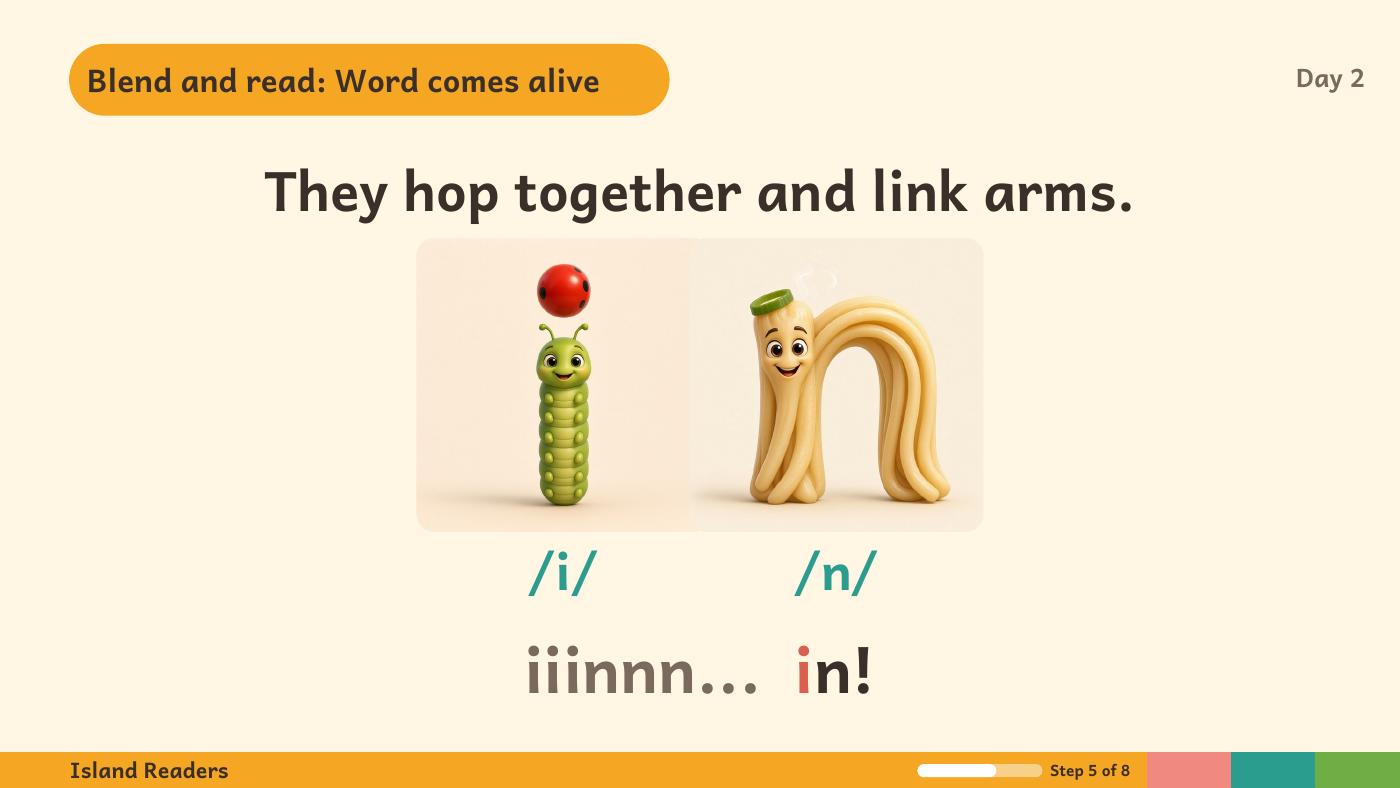 Blend and read: Word comes alive
Day 2
They hop together and link arms.
/i/ /n/
iiinnn... in!
Island Readers
Step 5 of 8